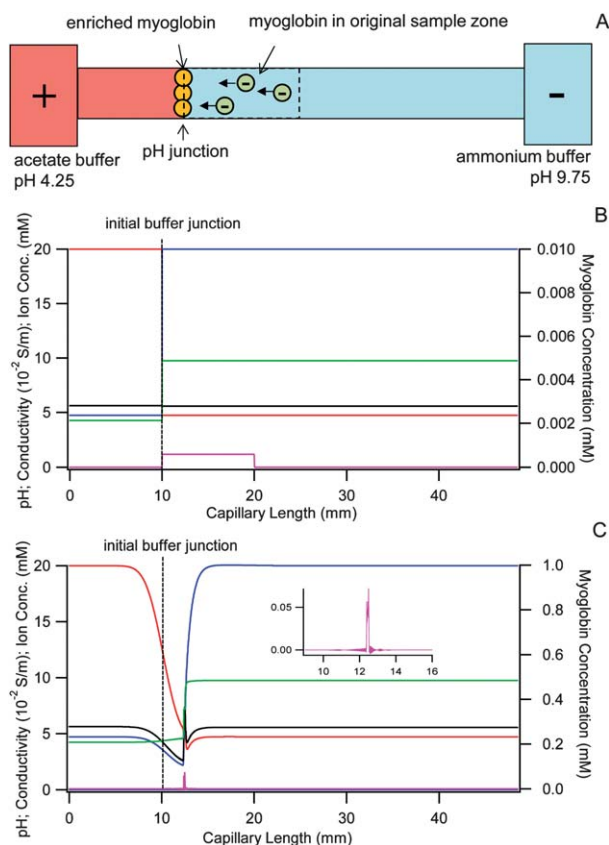 enriched myoglobin
myoglobin in original sample zone
A
+
-
-
-
-
acetate buffer
pH 4.25
pH junction
ammonium buffer
pH 9.75
B
initial buffer junction
pH; Conductivity (10⁻² S/m); Ion Conc. (mM)
20
15
10
5
0
0.010
0.008
0.006
0.004
0.002
0.000
Myoglobin Concentration (mM)
0
10
20
30
40
Capillary Length (mm)
C
initial buffer junction
pH; Conductivity (10⁻² S/m); Ion Conc. (mM)
20
15
10
5
0
0.05
0.00
10
12
14
16
1.0
0.8
0.6
0.4
0.2
0.0
Myoglobin Concentration (mM)
0
10
20
30
40
Capillary Length (mm)